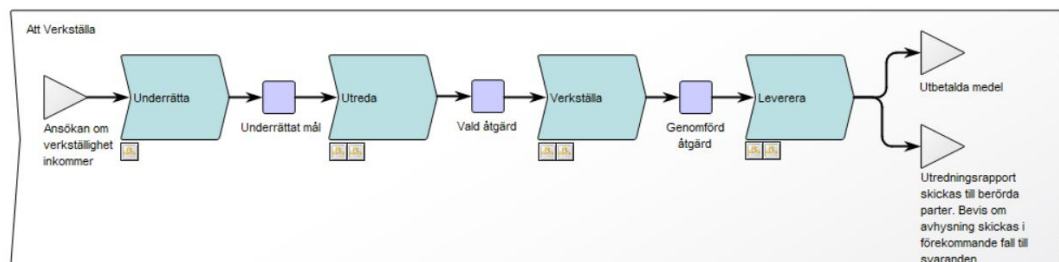 Att Verkställa
Underrätta
Utreda
Verkställa
Leverera
Ansökan om
verkställighet
inkommer
Underrättat mål
Vald åtgärd
Genomförd
åtgärd
Utbetalda medel
Utredningsrapport
skickas till berörda
parter. Bevis om
avhysning skickas i
förekommande fall till
svaranden